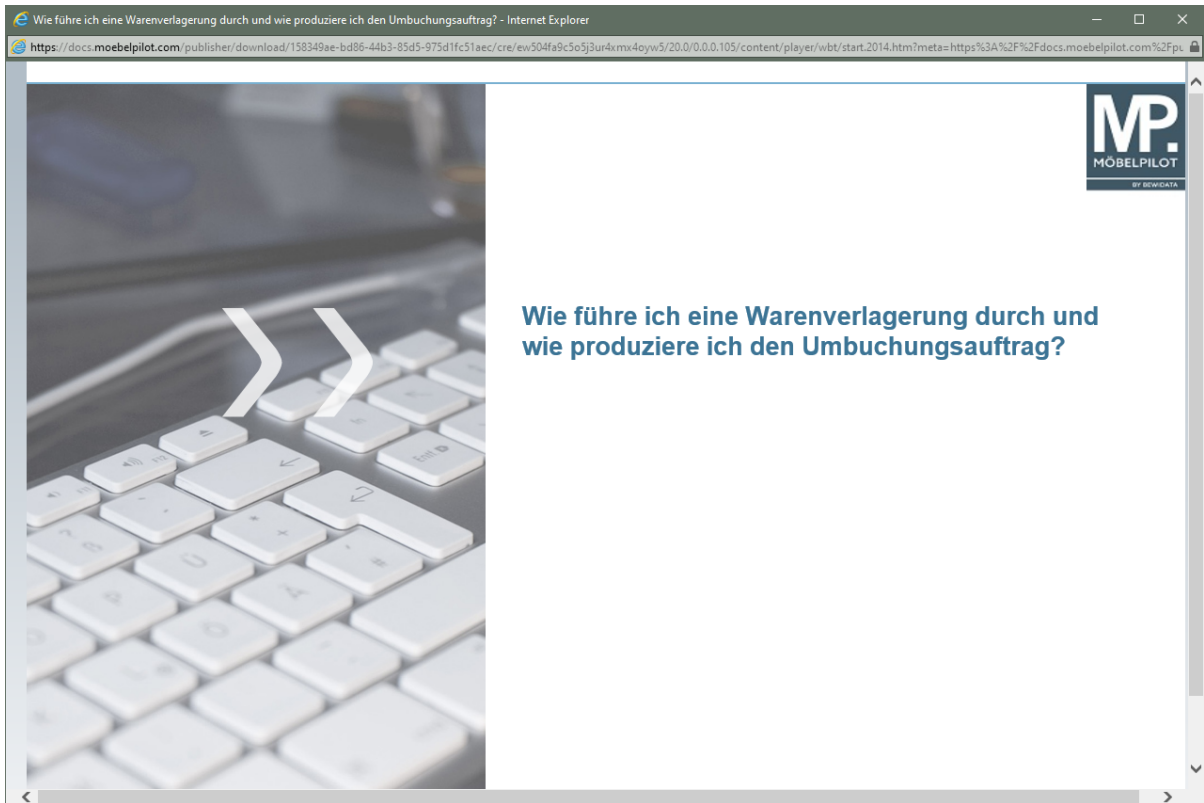 Wie führe ich eine Warenverlagerung durch und wie produziere ich den Umbuchungsauftrag? - Internet Explorer
https://docs.moebelpilot.com/publisher/download/158349ae-bd86-44b3-85d5-975d1fc51aec/cre/ew504fa9c5o5j3ur4xmx4oyw5/20.0/0.0.0.105/content/player/wbt/start.2014.htm?meta=https%3A%2F%2Fdocs.moebelpilot.com%2Fpu
MP.
MÖBELPILOT
BY BEWIDATA
Wie führe ich eine Warenverlagerung durch und
wie produziere ich den Umbuchungsauftrag?
F12